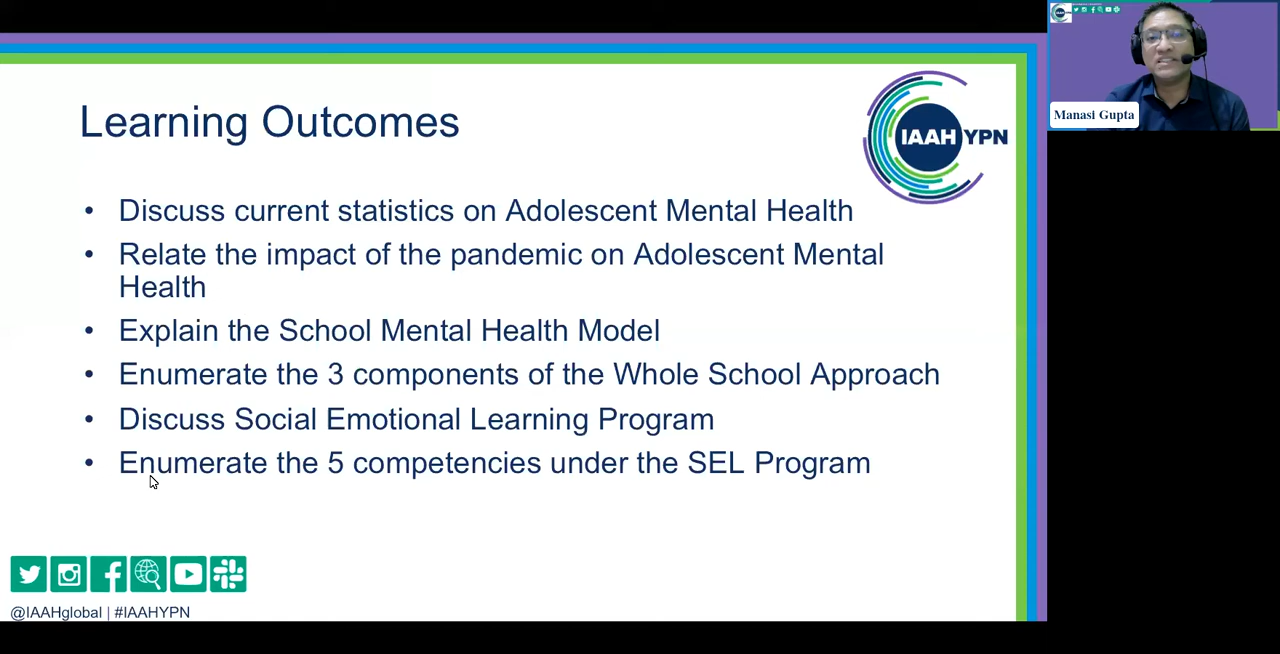 Learning Outcomes
IAAH YPN
• Discuss current statistics on Adolescent Mental Health
• Relate the impact of the pandemic on Adolescent Mental
Health
• Explain the School Mental Health Model
• Enumerate the 3 components of the Whole School Approach
• Discuss Social Emotional Learning Program
• Enumerate the 5 competencies under the SEL Program
@IAAHglobal | #IAAHYPN
Manasi Gupta